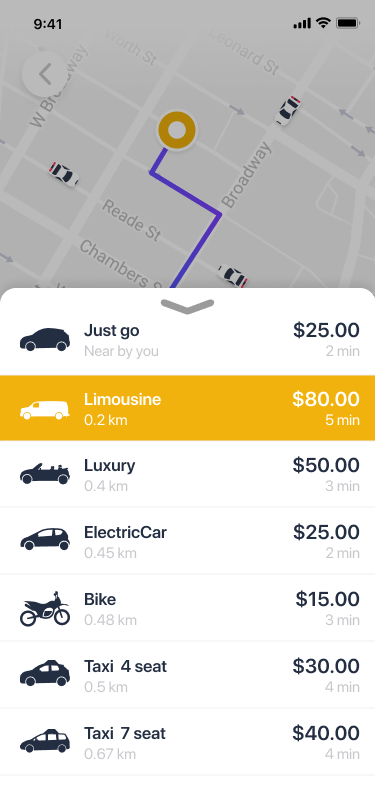 9:41
Worth St
Leonard St
W Broadway
Broadway
Reade St
Chambers S
Just go
$25.00
Near by you
2 min
Limousine
$80.00
0.2 km
5 min
Luxury
$50.00
0.4 km
3 min
ElectricCar
$25.00
0.45 km
2 min
Bike
$15.00
0.48 km
3 min
Taxi 4 seat
$30.00
0.5 km
4 min
Taxi 7 seat
$40.00
0.67 km
4 min